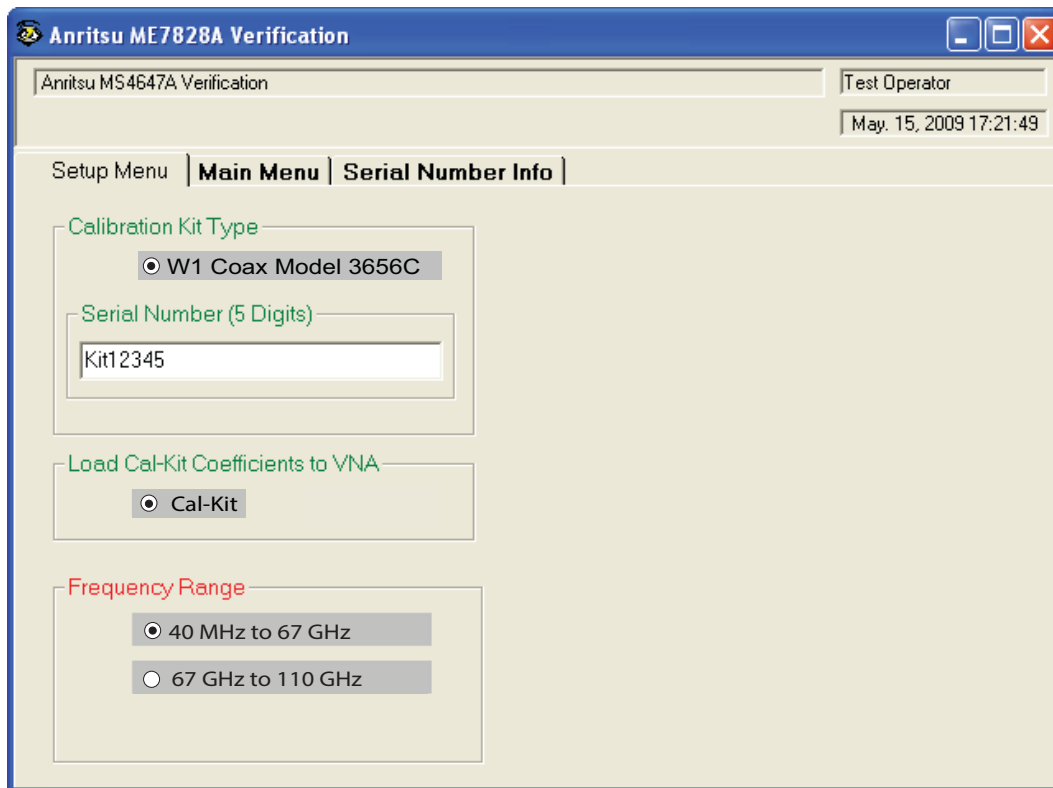 Anritsu ME7828A Verification
Anritsu MS4647A Verification
Test Operator
May. 15, 2009 17:21:49
Setup Menu Main Menu Serial Number Info
Calibration Kit Type
W1 Coax Model 3656C
Serial Number (5 Digits)
Kit12345
Load Cal-Kit Coefficients to VNA
Cal-Kit
Frequency Range
40 MHz to 67 GHz
67 GHz to 110 GHz